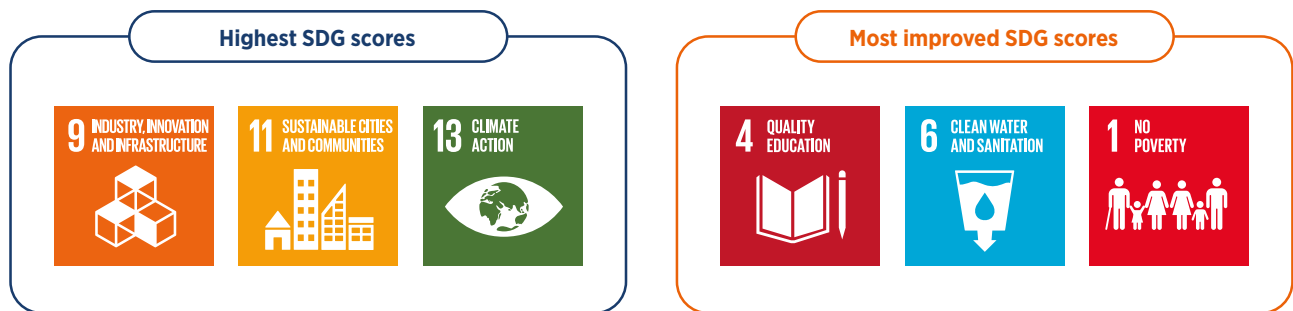 Highest SDG scores
9 INDUSTRY, INNOVATION
AND INFRASTRUCTURE
11 SUSTAINABLE CITIES
AND COMMUNITIES
13 CLIMATE
ACTION
Most improved SDG scores
4 QUALITY
EDUCATION
6 CLEAN WATER
AND SANITATION
1 NO
POVERTY